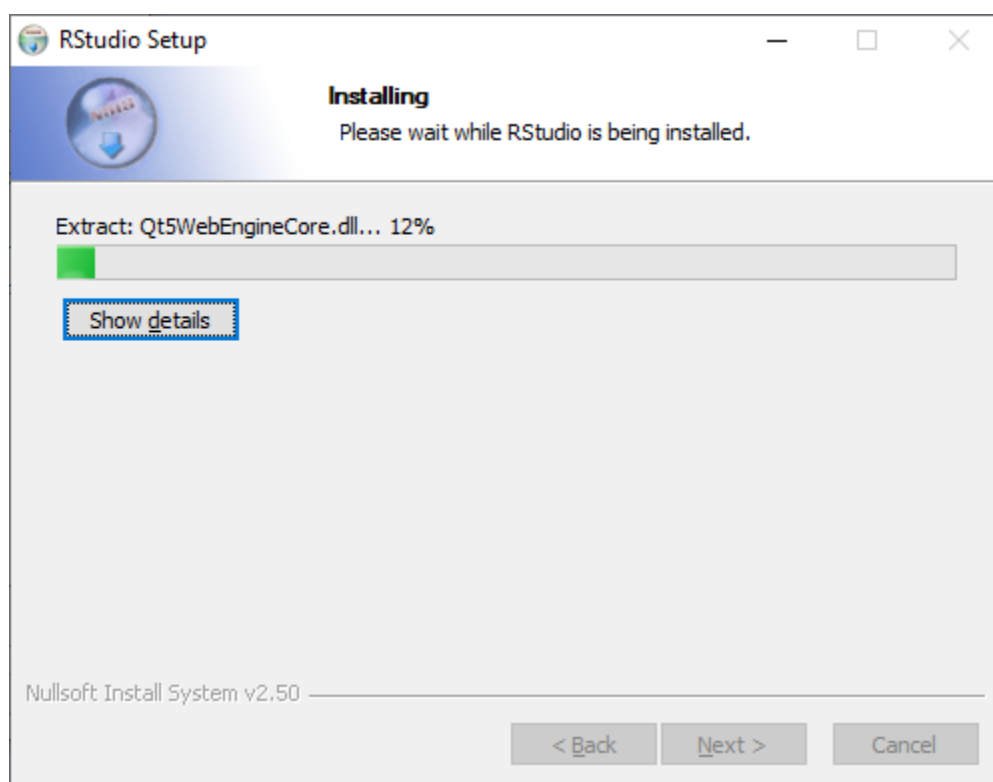 RStudio Setup
Installing
Please wait while RStudio is being installed.
Extract: Qt5WebEngineCore.dll... 12%
Show details
Nullsoft Install System v2.50
< Back Next > Cancel